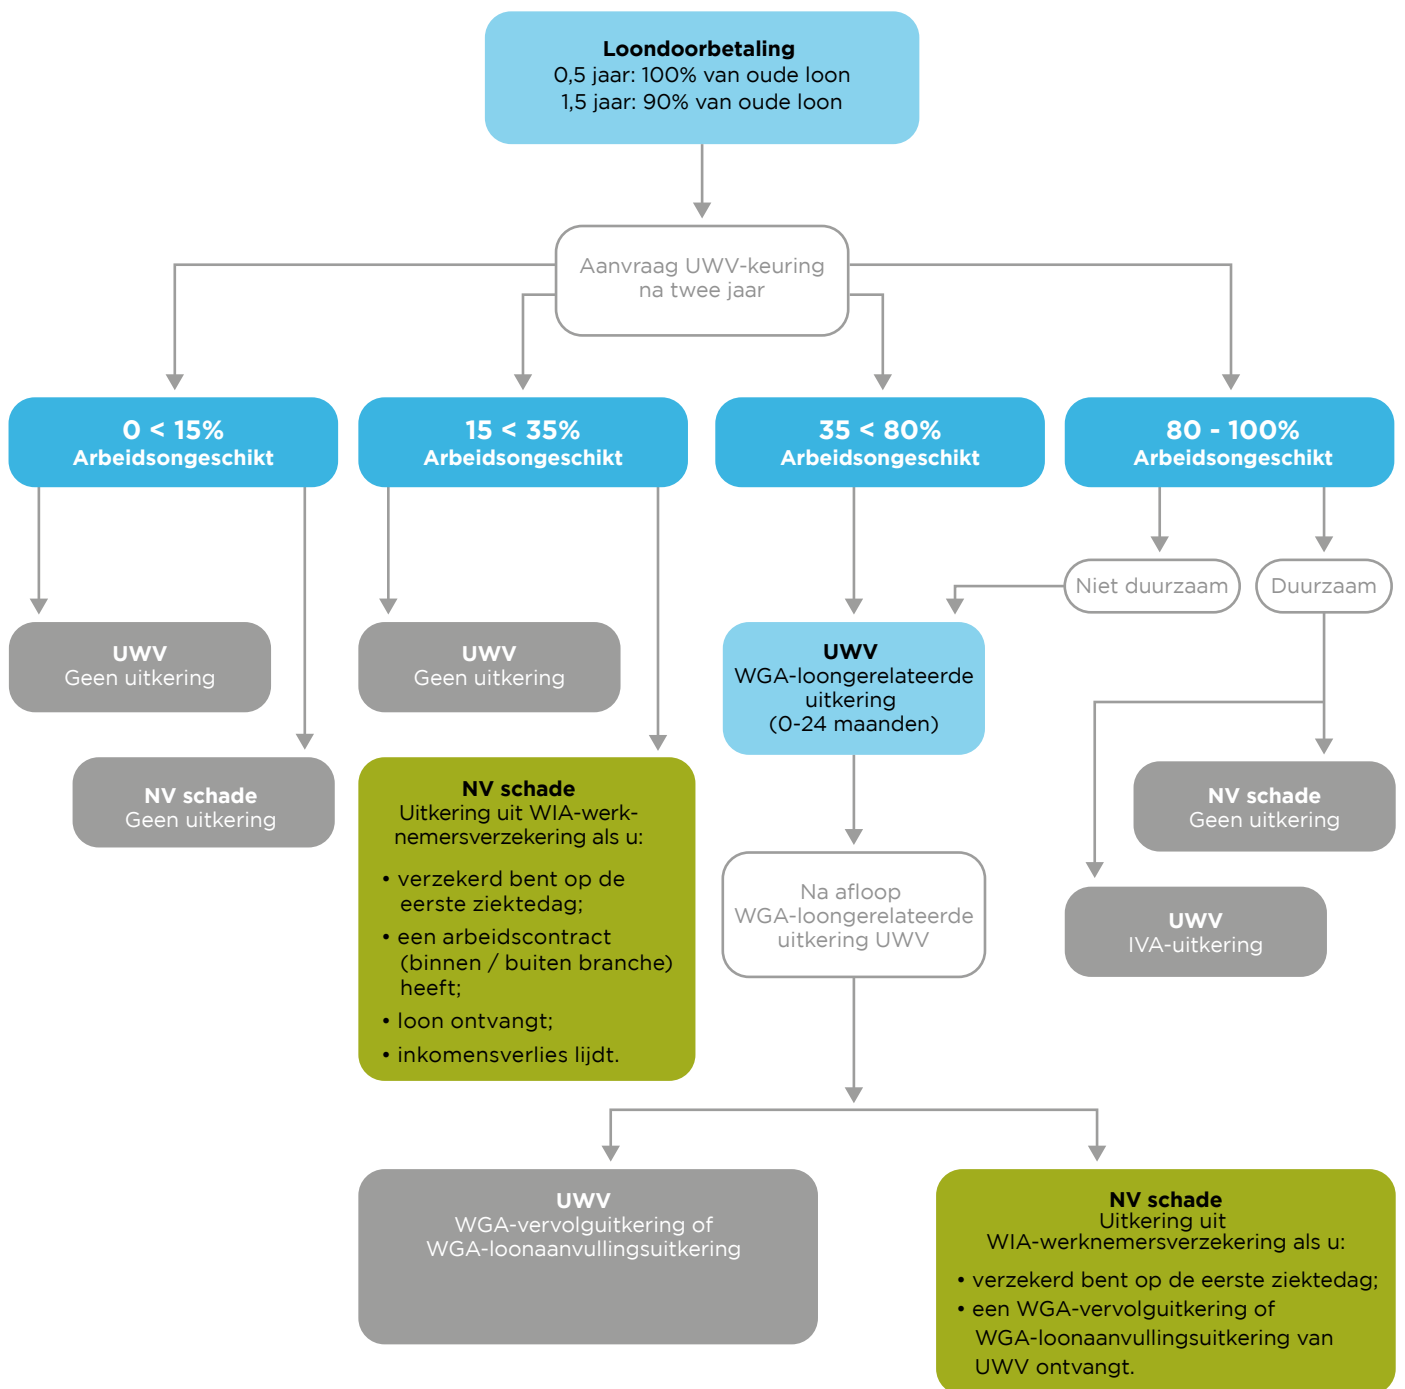 Loondoorbetaling
0,5 jaar: 100% van oude loon
1,5 jaar: 90% van oude loon
Aanvraag UWV-keuring
na twee jaar
0 < 15%
Arbeidsongeschikt
15 < 35%
Arbeidsongeschikt
35 < 80%
Arbeidsongeschikt
80 - 100%
Arbeidsongeschikt
Niet duurzaam
Duurzaam
UWV
Geen uitkering
UWV
Geen uitkering
UWV
WGA-loongerelateerde
uitkering
(0-24 maanden)
NV schade
Geen uitkering
NV schade
Uitkering uit WIA-werk-
nemersverzekering als u:
• verzekerd bent op de
eerste ziektedag;
• een arbeidscontract
(binnen / buiten branche)
heeft;
• loon ontvangt;
• inkomensverlies lijdt.
NV schade
Geen uitkering
Na afloop
WGA-loongerelateerde
uitkering UWV
UWV
IVA-uitkering
UWV
WGA-vervolguitkering of
WGA-loonaanvullingsuitkering
NV schade
Uitkering uit
WIA-werknemersverzekering als u:
• verzekerd bent op de eerste ziektedag;
• een WGA-vervolguitkering of
WGA-loonaanvullingsuitkering van
UWV ontvangt.